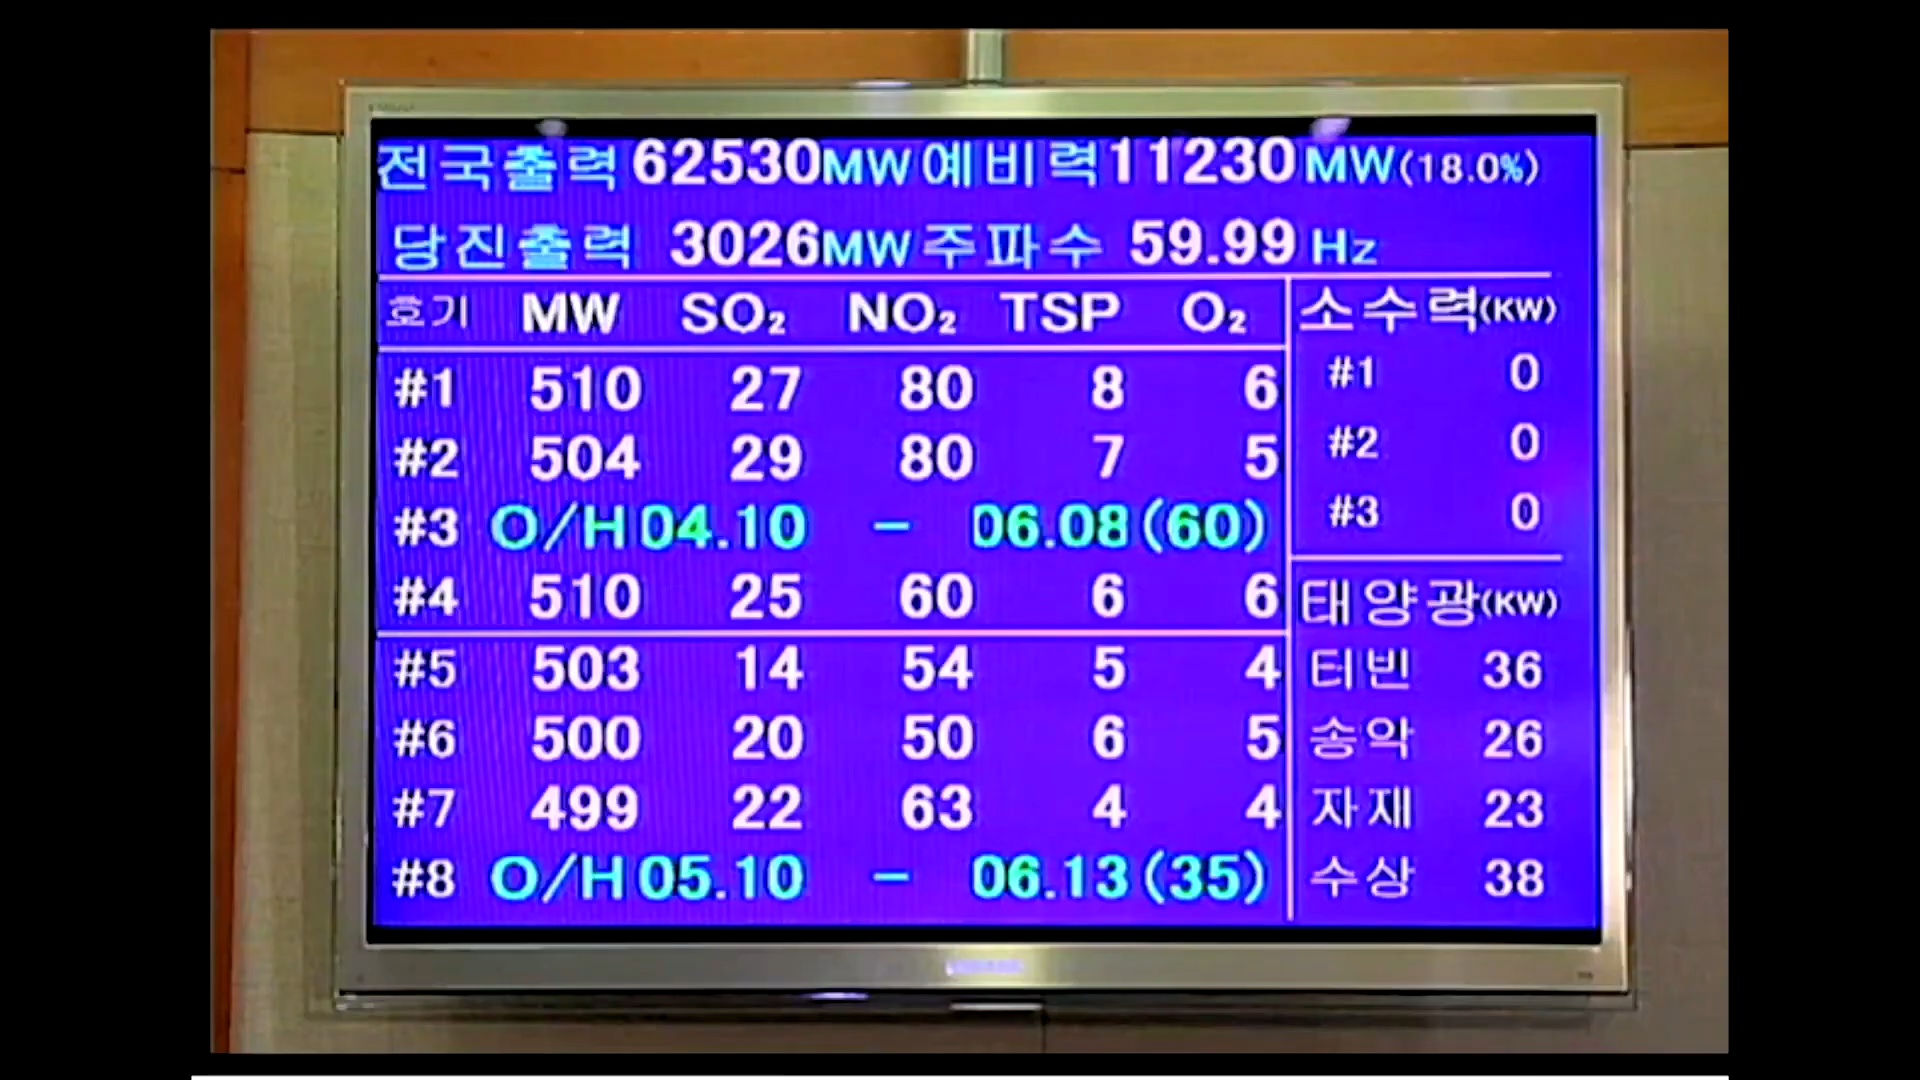 전국출력 62530MW 예비력 11230 MW(18.0%)
당진출력 3026MW 주파수 59.99 Hz
호기 MW SO₂ NO₂ TSP O₂
#1 510 27 80 8 6
#2 504 29 80 7 5
#3 O/H 04.10 - 06.08 (60)
#4 510 25 60 6 6
#5 503 14 54 5 4
#6 500 20 50 6 5
#7 499 22 63 4 4
#8 O/H 05.10 - 06.13 (35)
소수력(KW)
#1 0
#2 0
#3 0
태양광(KW)
터빈 36
송악 26
자재 23
수상 38